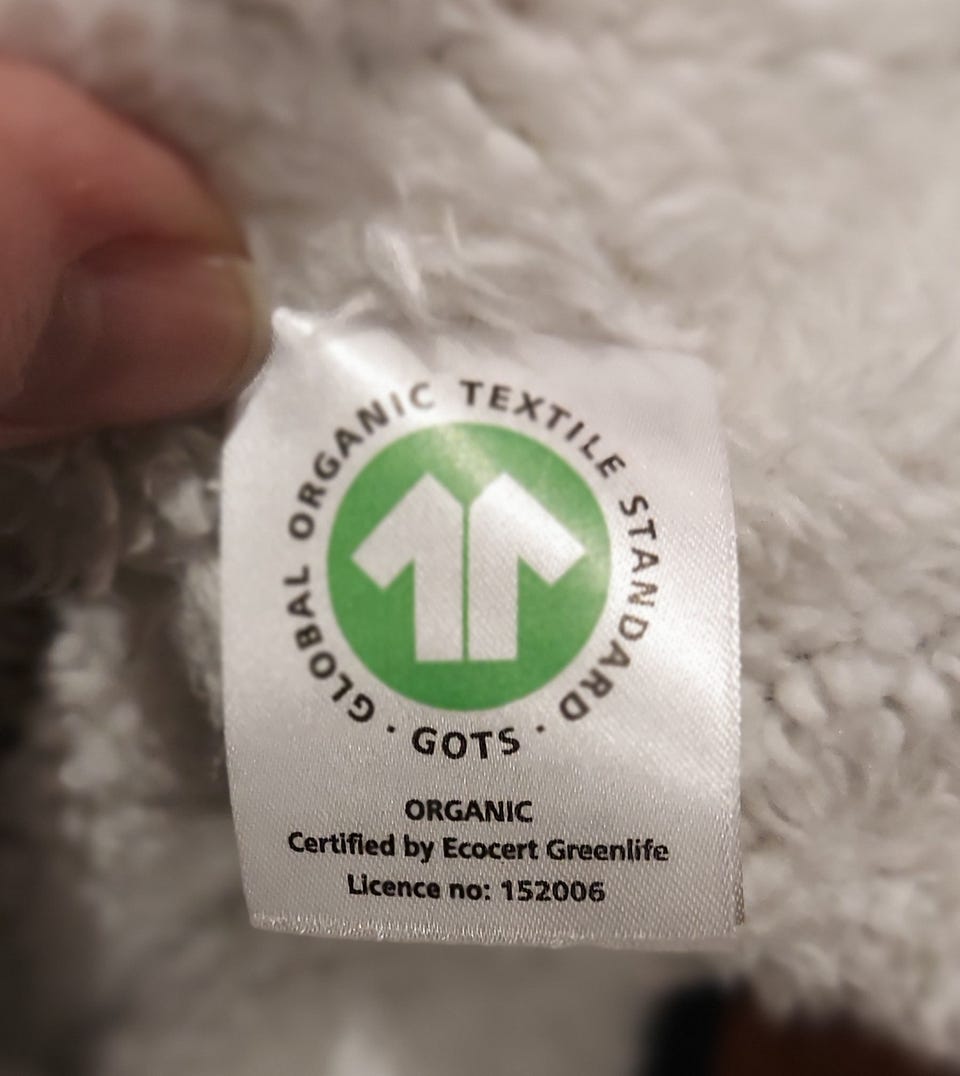 GLOBAL ORGANIC TEXTILE STANDARD · GOTS ·
ORGANIC
Certified by Ecocert Greenlife
Licence no: 152006